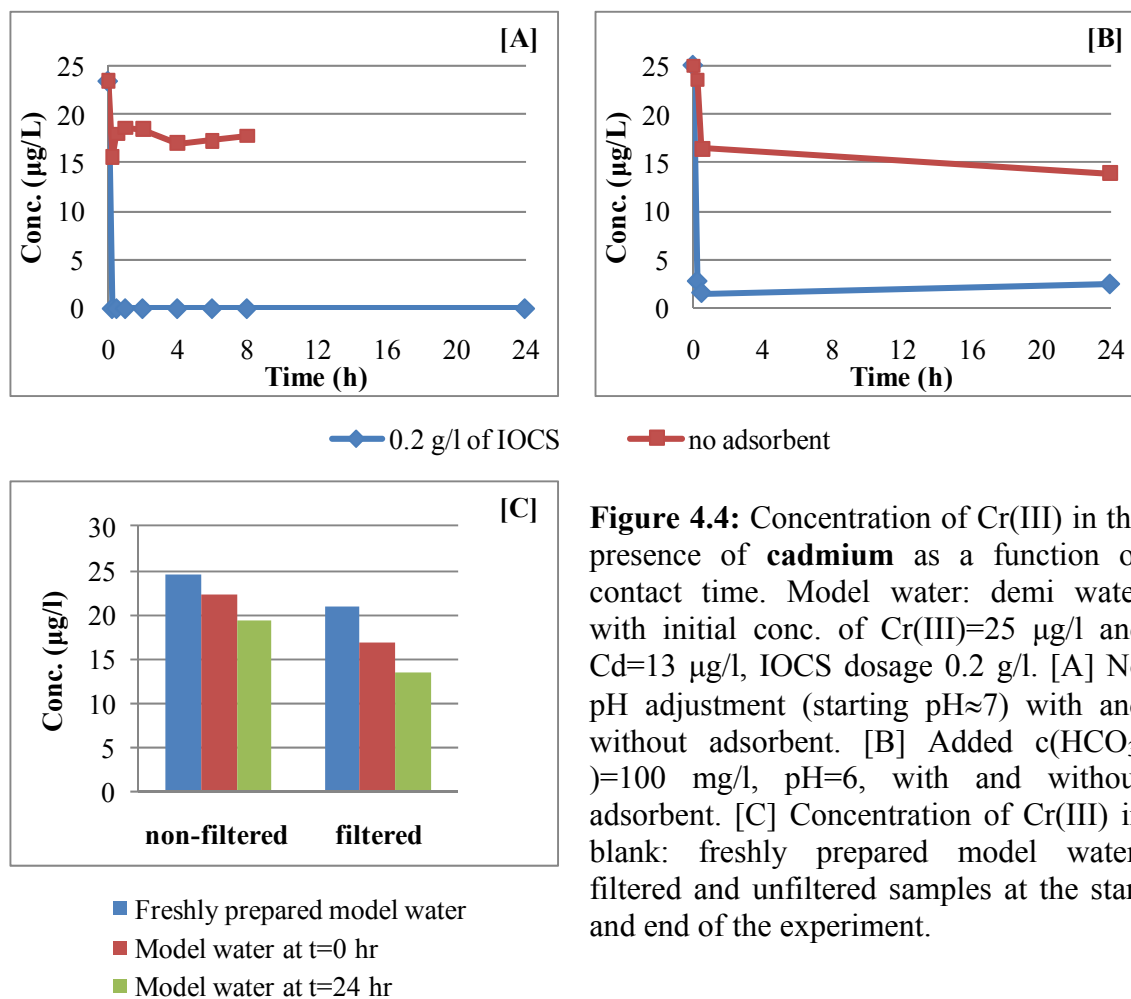 [A]
25
20
15
10
5
0
Conc. (µg/L)
0 4 8 12 16 20 24
Time (h)
[B]
25
20
15
10
5
0
Conc. (µg/L)
0 4 8 12 16 20 24
Time (h)
0.2 g/l of IOCS
no adsorbent
[C]
30
25
20
15
10
5
0
Conc. (µg/l)
non-filtered filtered
Freshly prepared model water
Model water at t=0 hr
Model water at t=24 hr
Figure 4.4: Concentration of Cr(III) in th
presence of cadmium as a function o
contact time. Model water: demi wate
with initial conc. of Cr(III)=25 µg/l and
Cd=13 µg/l, IOCS dosage 0.2 g/l. [A] N
pH adjustment (starting pH≈7) with and
without adsorbent. [B] Added c(HCO₃
)=100 mg/l, pH=6, with and withou
adsorbent. [C] Concentration of Cr(III) i
blank: freshly prepared model water
filtered and unfiltered samples at the star
and end of the experiment.